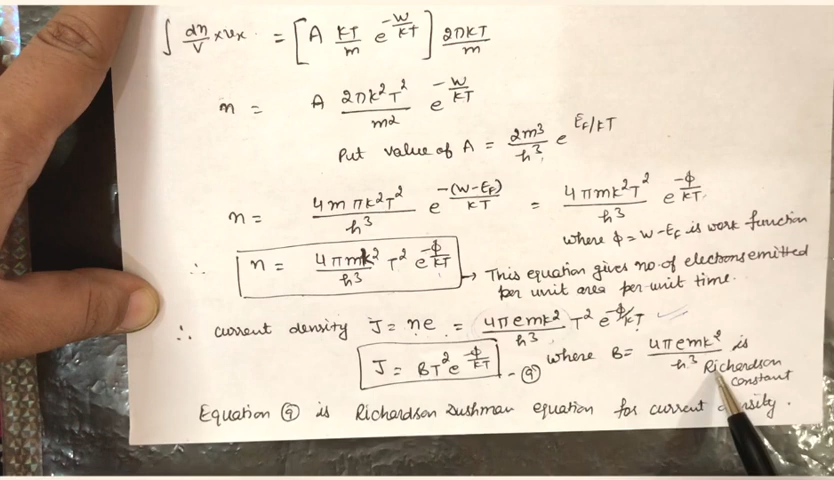 ∫ dn/V × vx = [A KT/m e^(-W/KT)] 2πKT/m
n = A 2πk²T²/m2 e^(-W/KT)
Put value of A = 2m³/h³ e^(EF/KT)
n = 4m πk²T²/h³ e^(-(W-EF)/KT) = 4πmk²T²/h³ e^(-ϕ/KT)
where ϕ = W-EF is work function
∴ n = 4πmk²/h³ T² e^(-ϕ/KT) → This equation gives no. of electrons emitted
per unit area per unit time.
∴ current density J = ne = 4πemk²/h³ T² e^(-ϕ/KT)
J = BT² e^(-ϕ/KT) - ⑨ where B = 4πemk²/h³ is
Richardson
constant
Equation ⑨ is Richardson Dushman equation for current density.